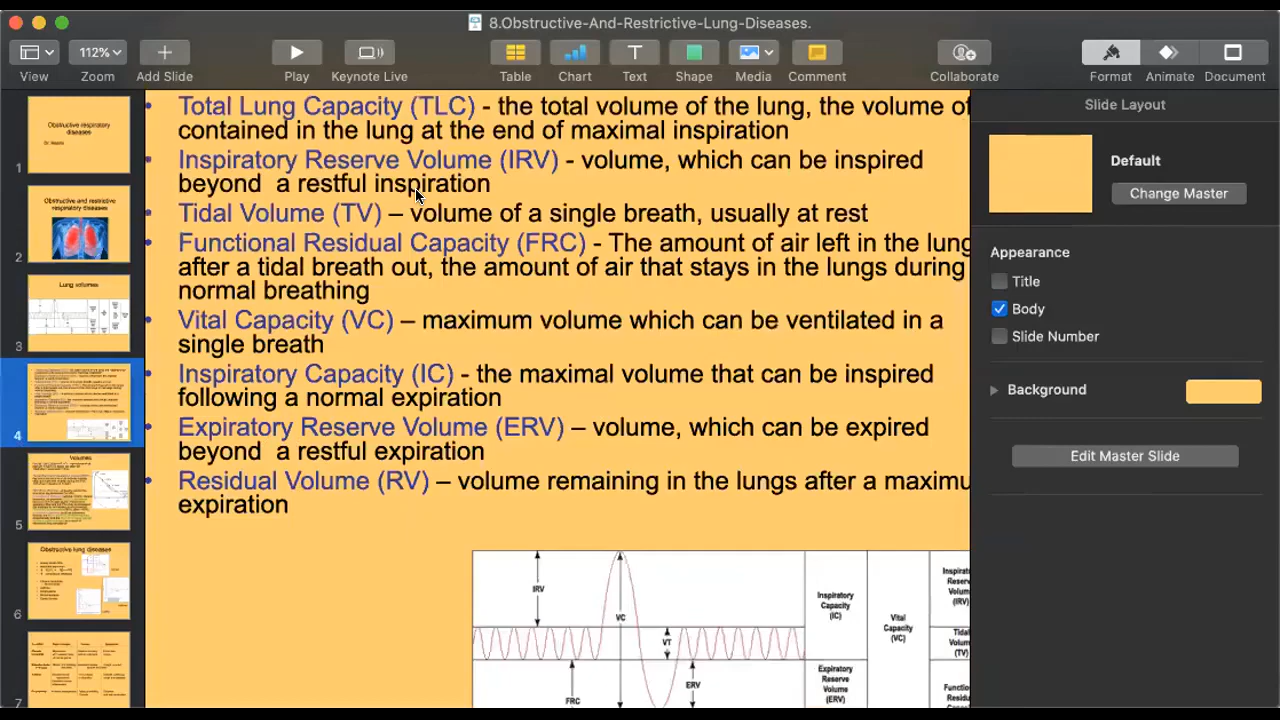 8.Obstructive-And-Restrictive-Lung-Diseases.
112%
View
Zoom
Add Slide
Play
Keynote Live
Table
Chart
Text
Shape
Media
Comment
Collaborate
Format
Animate
Document
Obstructive respiratory
diseases
1
Obstructive and restrictive
respiratory diseases
2
Lung volumes
3
4
Volumes
5
Obstructive lung diseases
6
7
• Total Lung Capacity (TLC) - the total volume of the lung, the volume of
contained in the lung at the end of maximal inspiration
• Inspiratory Reserve Volume (IRV) - volume, which can be inspired
beyond a restful inspiration
• Tidal Volume (TV) – volume of a single breath, usually at rest
• Functional Residual Capacity (FRC) - The amount of air left in the lung
after a tidal breath out, the amount of air that stays in the lungs during
normal breathing
• Vital Capacity (VC) – maximum volume which can be ventilated in a
single breath
• Inspiratory Capacity (IC) - the maximal volume that can be inspired
following a normal expiration
• Expiratory Reserve Volume (ERV) – volume, which can be expired
beyond a restful expiration
• Residual Volume (RV) – volume remaining in the lungs after a maximu
expiration
IRV
VC
VT
FRC
ERV
Inspiratory
Capacity
(IC)
Expiratory
Reserve
Volume
(ERV)
Vital
Capacity
(VC)
Inspirat
Reserv
Volum
(IRV)
Tidal
Volum
(TV)
Functio
Residu
Capac
Slide Layout
Default
Change Master
Appearance
Title
Body
Slide Number
Background
Edit Master Slide